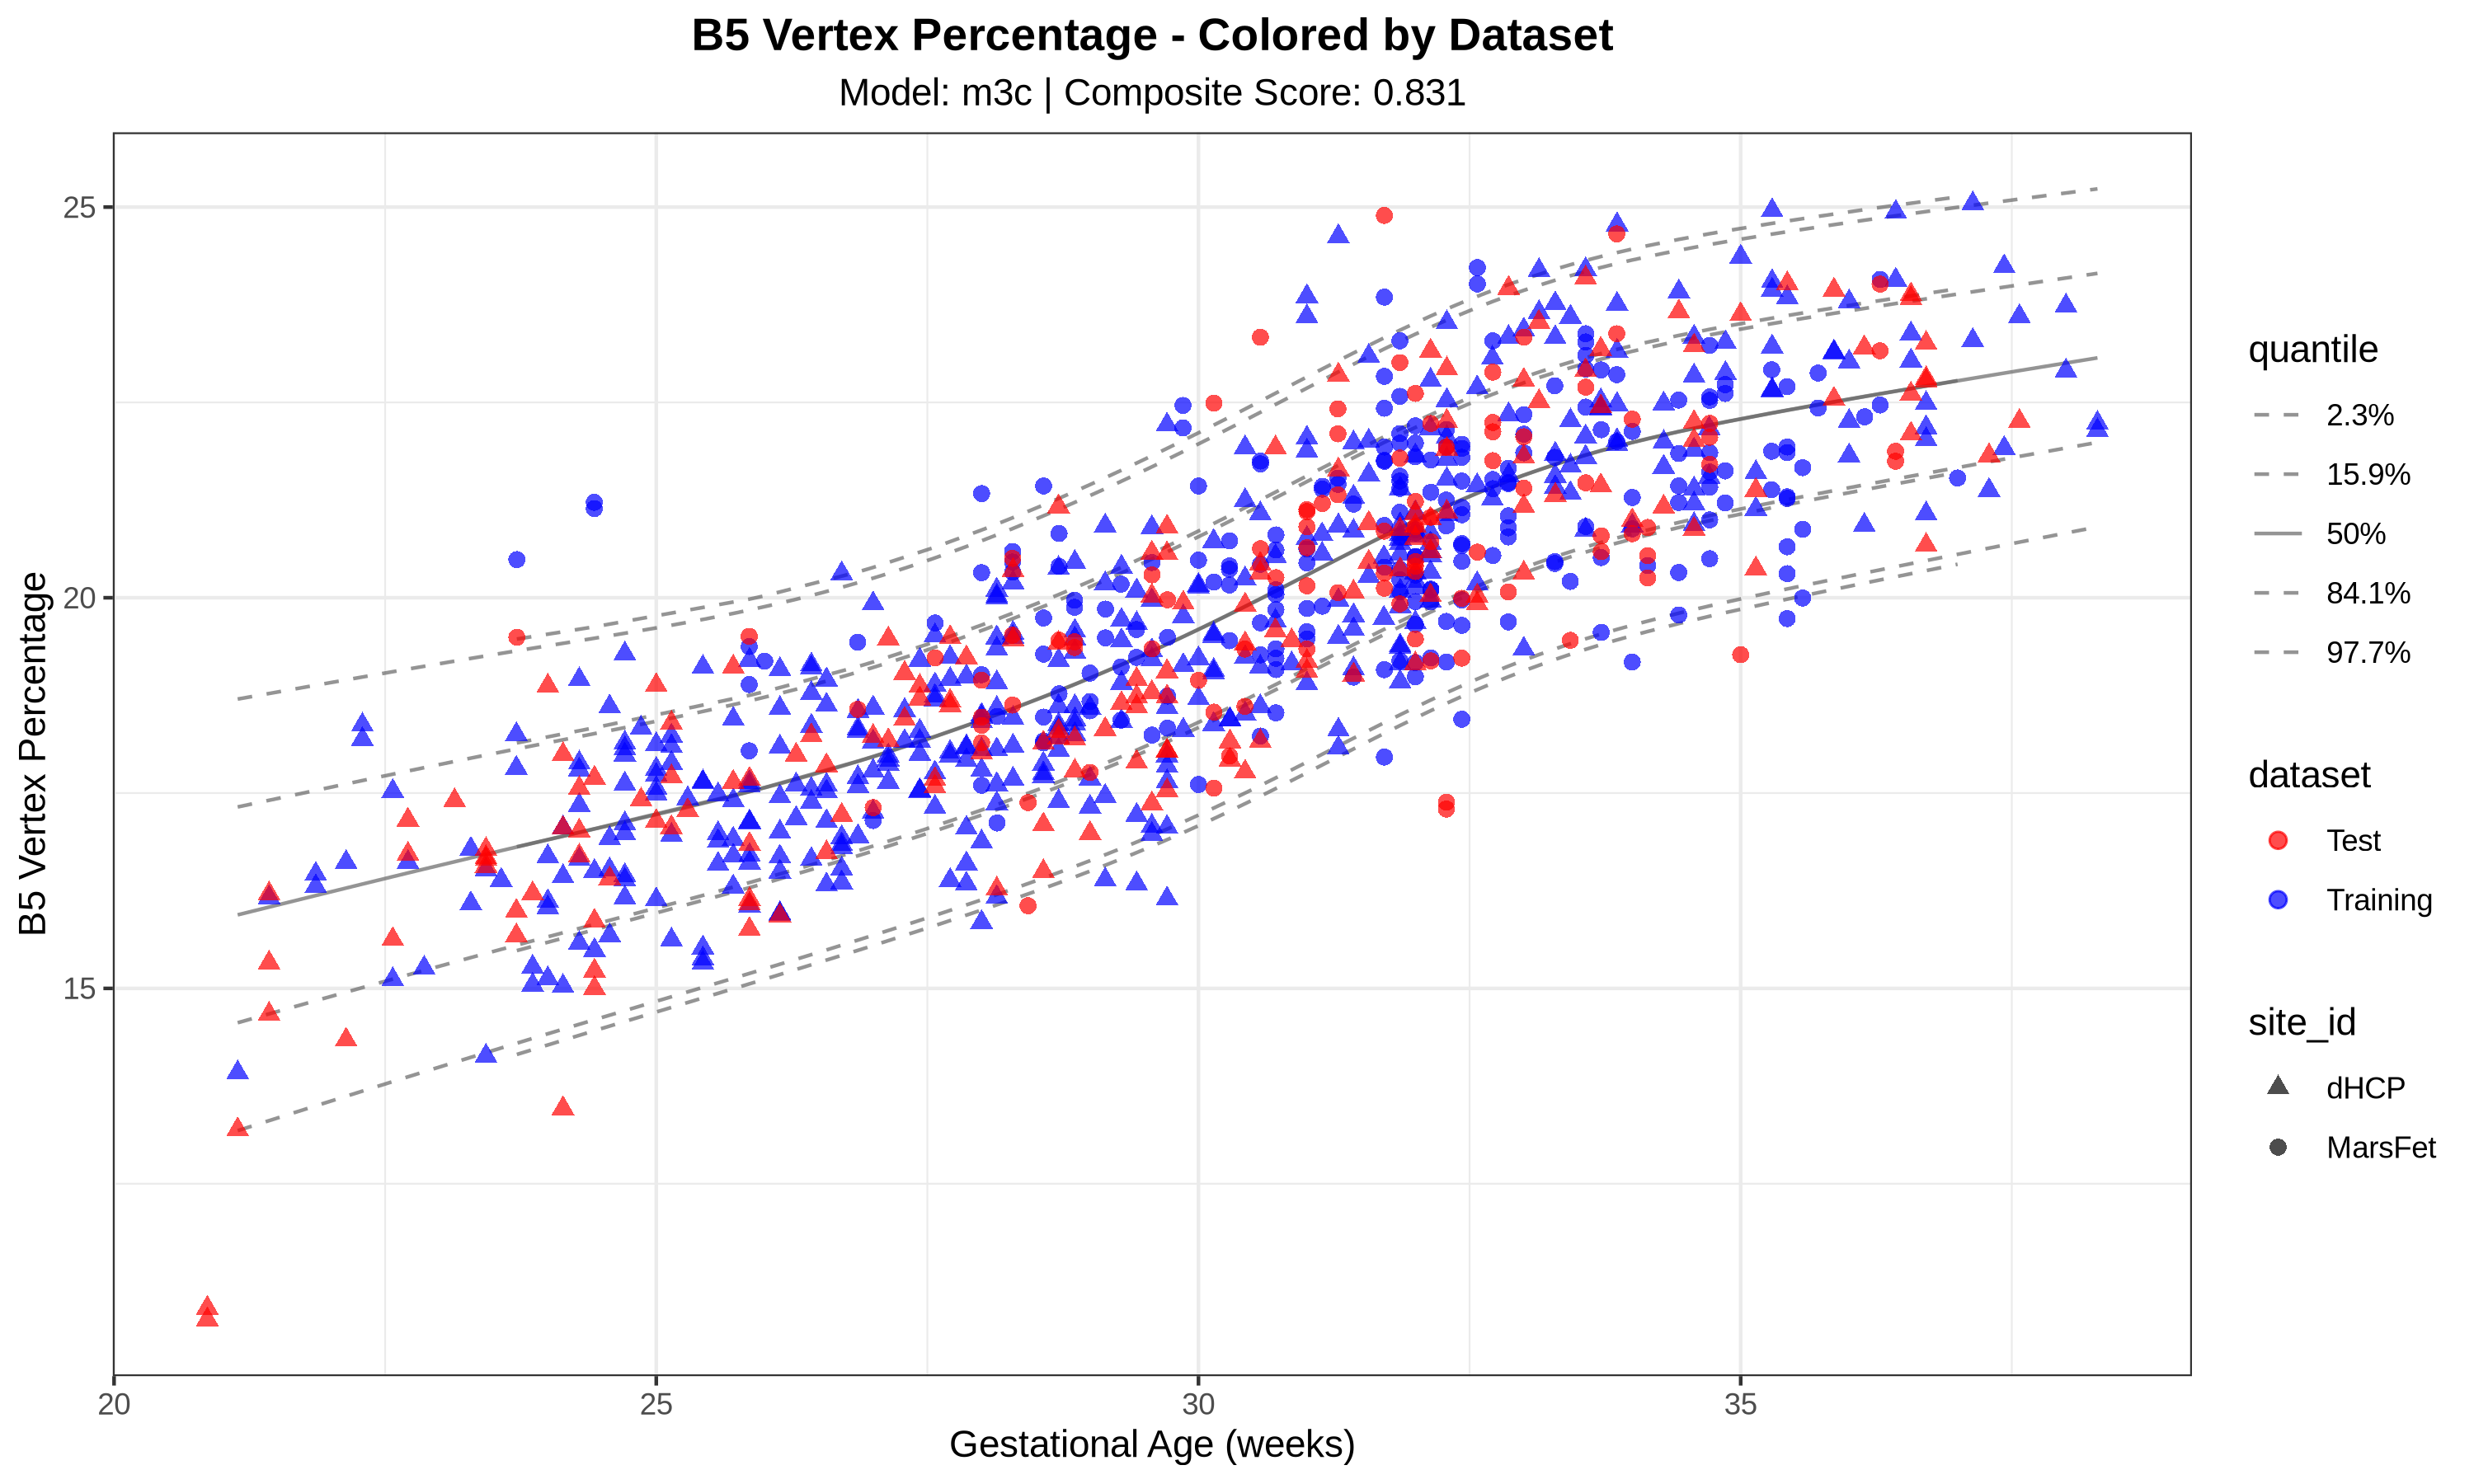 B5 Vertex Percentage - Colored by Dataset
Model: m3c | Composite Score: 0.831
B5 Vertex Percentage
25
20
15
20
25
30
35
Gestational Age (weeks)
quantile
2.3%
15.9%
50%
84.1%
97.7%
dataset
Test
Training
site_id
dHCP
MarsFet